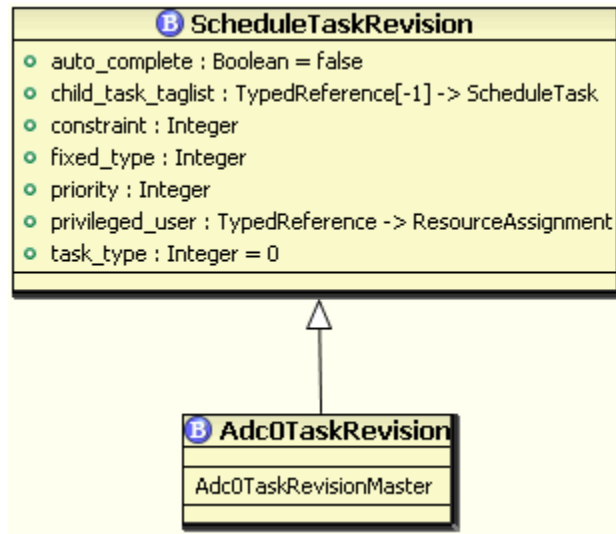 B ScheduleTaskRevision
auto_complete : Boolean = false
child_task_taglist : TypedReference[-1] -> ScheduleTask
constraint : Integer
fixed_type : Integer
priority : Integer
privileged_user : TypedReference -> ResourceAssignment
task_type : Integer = 0
B Adc0TaskRevision
Adc0TaskRevisionMaster